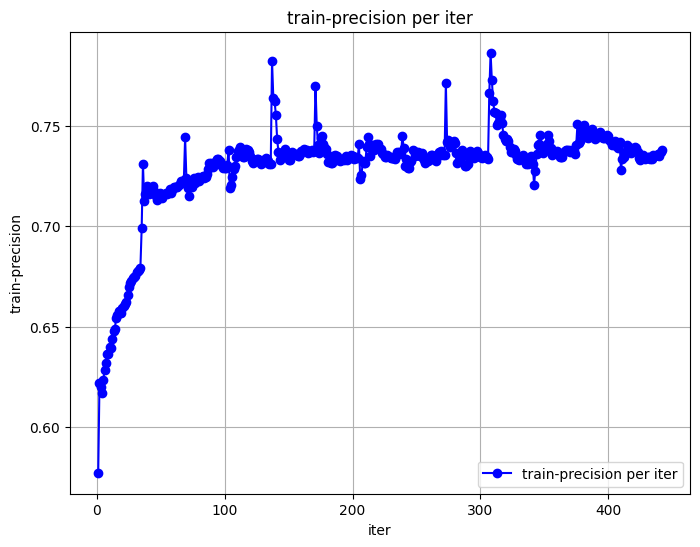 train-precision per iter
train-precision
0.75
0.70
0.65
0.60
0
100
200
300
400
iter
train-precision per iter